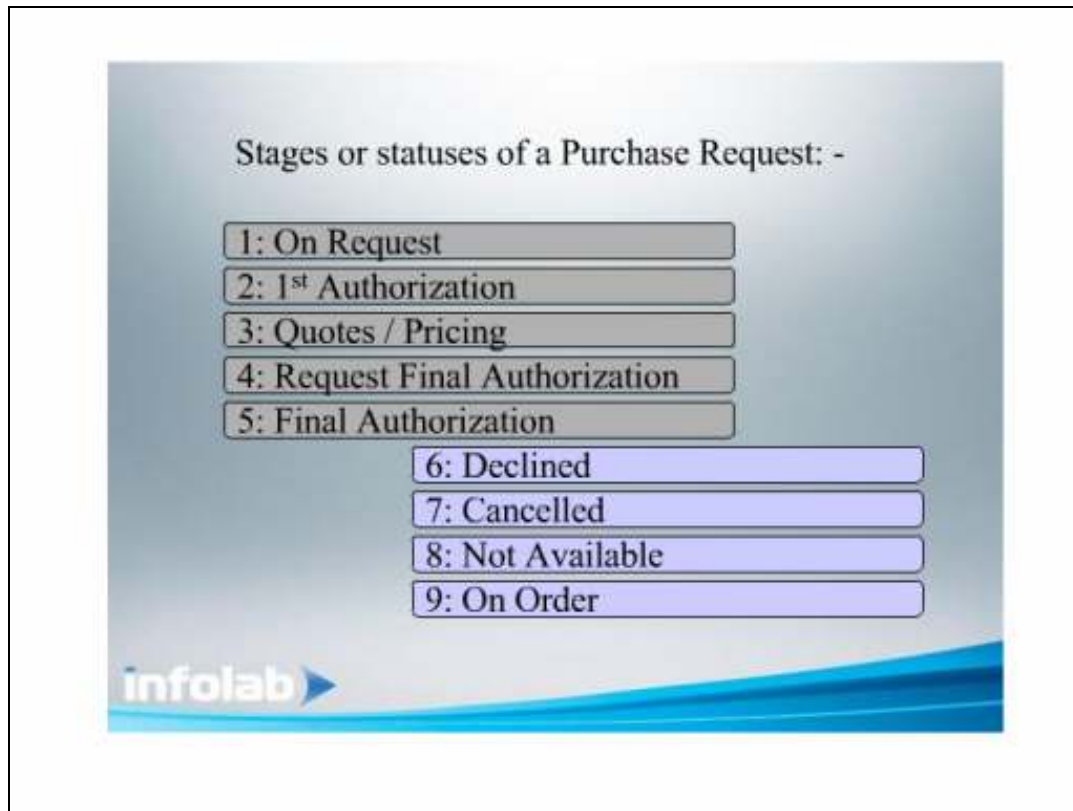 Stages or statuses of a Purchase Request: -
1: On Request
2: 1st Authorization
3: Quotes / Pricing
4: Request Final Authorization
5: Final Authorization
6: Declined
7: Cancelled
8: Not Available
9: On Order
infolab